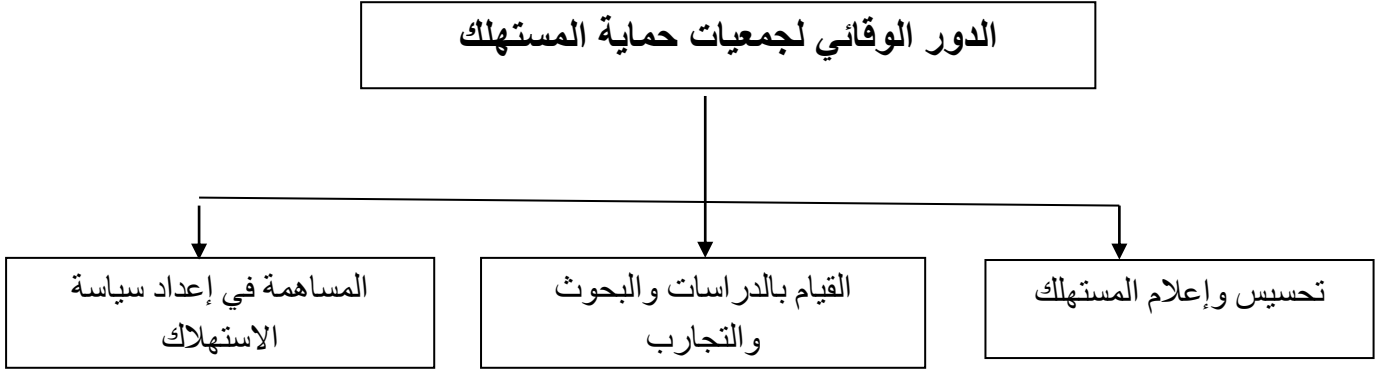 الدور الوقائي لجمعيات حماية المستهلك
تحسيس وإعلام المستهلك
القيام بالدراسات والبحوث
والتجارب
المساهمة في إعداد سياسة
الاستهلاك